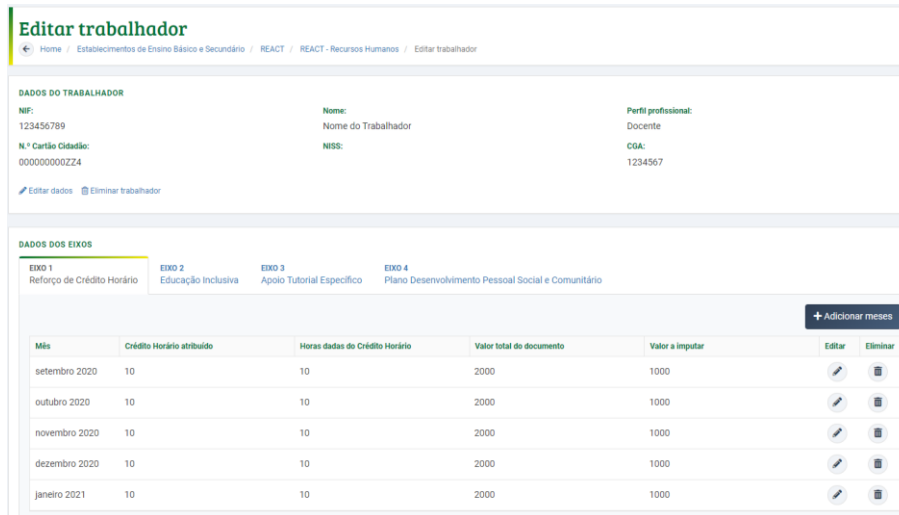 Editar trabalhador
Home / Establecimentos de Ensino Básico e Secundário / REACT / REACT - Recursos Humanos / Editar trabalhador
DADOS DO TRABALHADOR
NIF: Nome: Perfil profissional:
123456789 Nome do Trabalhador Docente
N.º Cartão Cidadão: NISS: CGA:
000000000ZZ4 1234567
Editar dados Eliminar trabalhador
DADOS DOS EIXOS
EIXO 1 EIXO 2 EIXO 3 EIXO 4
Reforço de Crédito Horário Educação Inclusiva Apoio Tutorial Específico Plano Desenvolvimento Pessoal Social e Comunitário
+ Adicionar meses
Mês Crédito Horário atribuído Horas dadas do Crédito Horário Valor total do documento Valor a imputar Editar Eliminar
setembro 2020 10 10 2000 1000
outubro 2020 10 10 2000 1000
novembro 2020 10 10 2000 1000
dezembro 2020 10 10 2000 1000
janeiro 2021 10 10 2000 1000